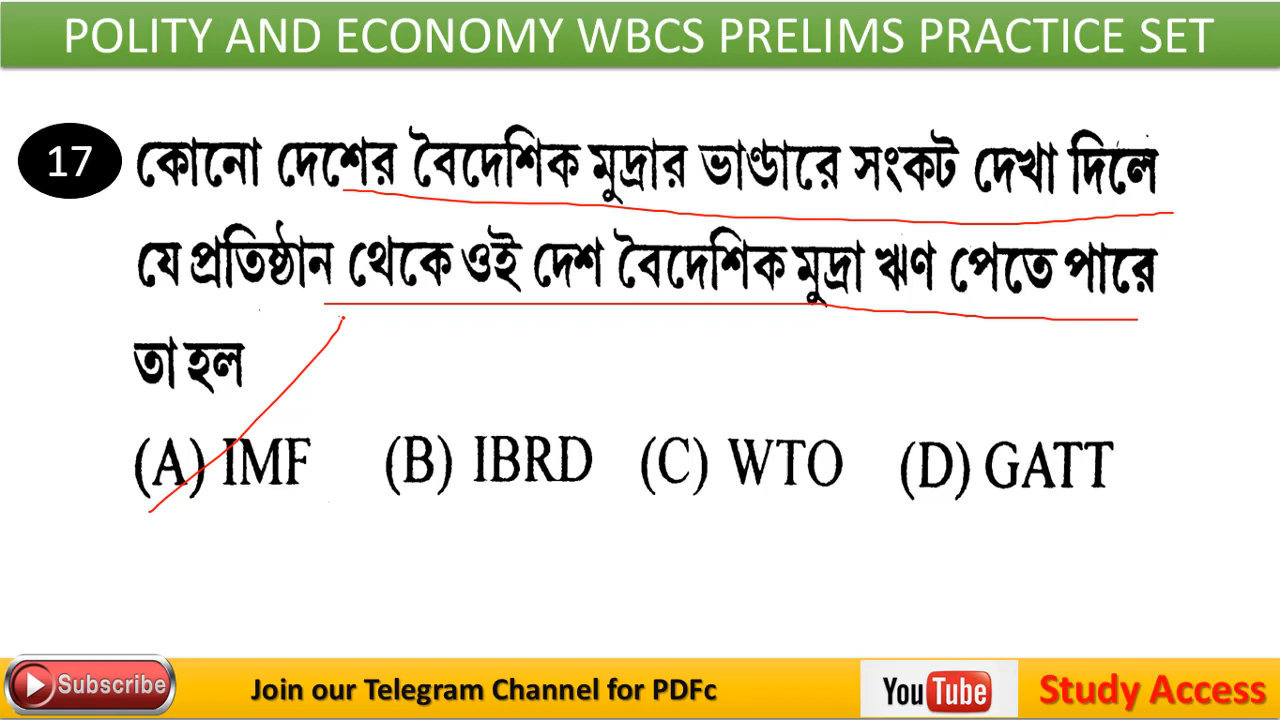 POLITY AND ECONOMY WBCS PRELIMS PRACTICE SET
17 কোনো দেশের বৈদেশিক মুদ্রার ভাণ্ডারে সংকট দেখা দিলে
যে প্রতিষ্ঠান থেকে ওই দেশ বৈদেশিক মুদ্রা ঋণ পেতে পারে
তা হল
(A) IMF (B) IBRD (C) WTO (D) GATT
Subscribe Join our Telegram Channel for PDFc YouTube Study Access